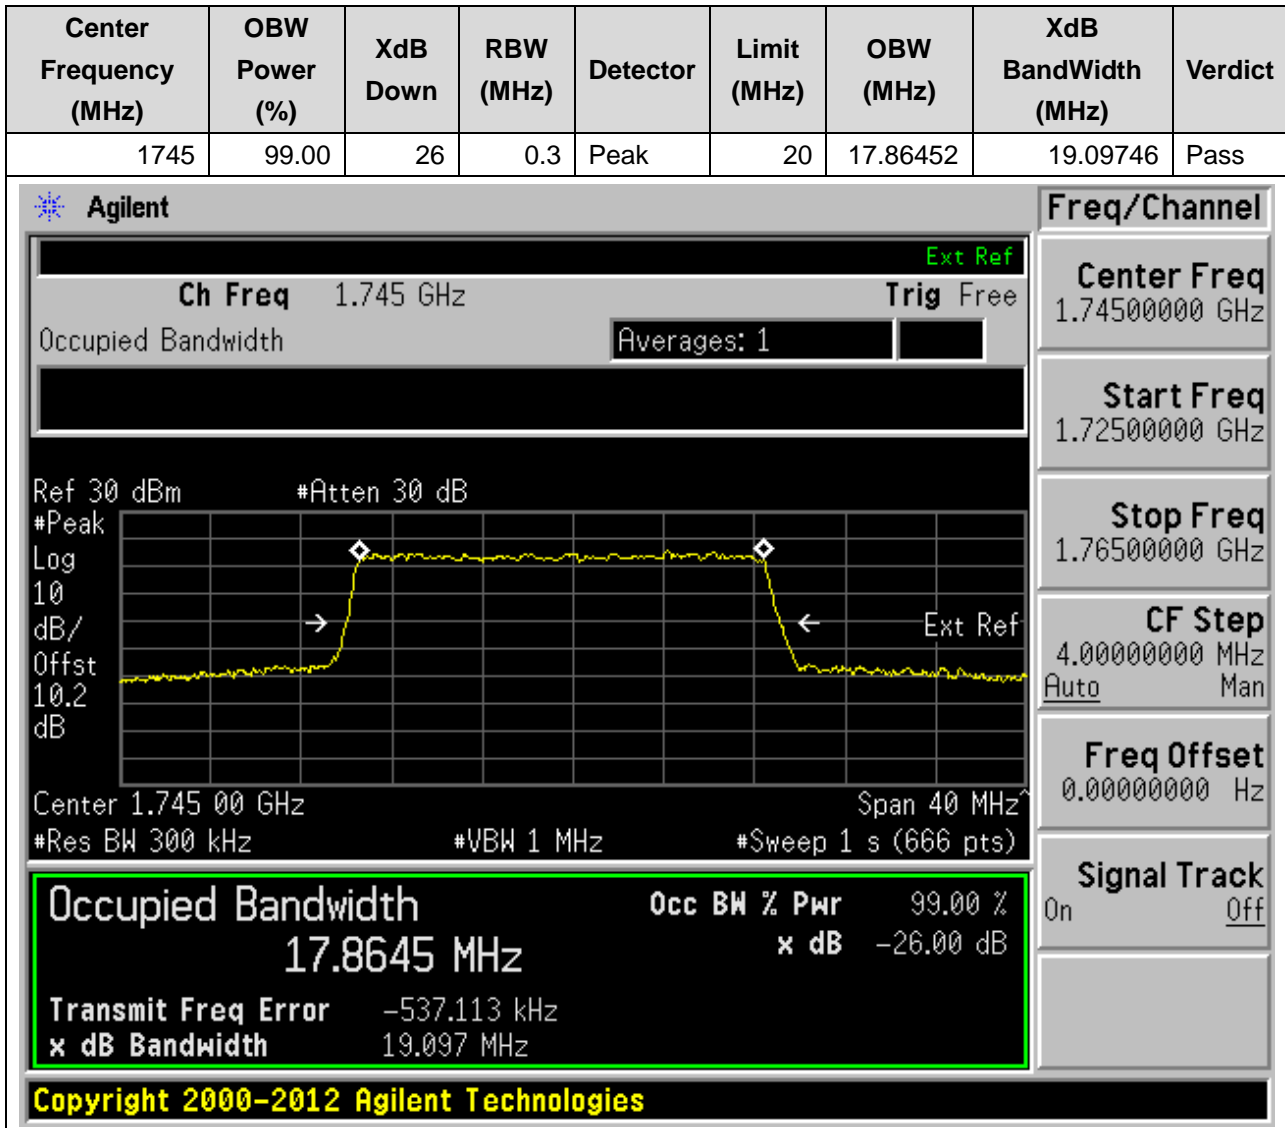 Center Frequency (MHz) OBW Power (%) XdB Down RBW (MHz) Detector Limit (MHz) OBW (MHz) XdB BandWidth (MHz) Verdict
1745 99.00 26 0.3 Peak 20 17.86452 19.09746 Pass
Agilent
Freq/Channel
Ext Ref
Ch Freq 1.745 GHz Trig Free
Occupied Bandwidth Averages: 1
Center Freq
1.74500000 GHz
Start Freq
1.72500000 GHz
Stop Freq
1.76500000 GHz
CF Step
4.00000000 MHz
Auto Man
Freq Offset
0.00000000 Hz
Signal Track
On Off
Ref 30 dBm #Atten 30 dB
#Peak
Log
10
dB/
Offst
10.2
dB
Ext Ref
Center 1.745 00 GHz Span 40 MHz^
#Res BW 300 kHz #VBW 1 MHz #Sweep 1 s (666 pts)
Occupied Bandwidth
17.8645 MHz
Occ BW % Pwr 99.00 %
x dB -26.00 dB
Transmit Freq Error -537.113 kHz
x dB Bandwidth 19.097 MHz
Copyright 2000-2012 Agilent Technologies